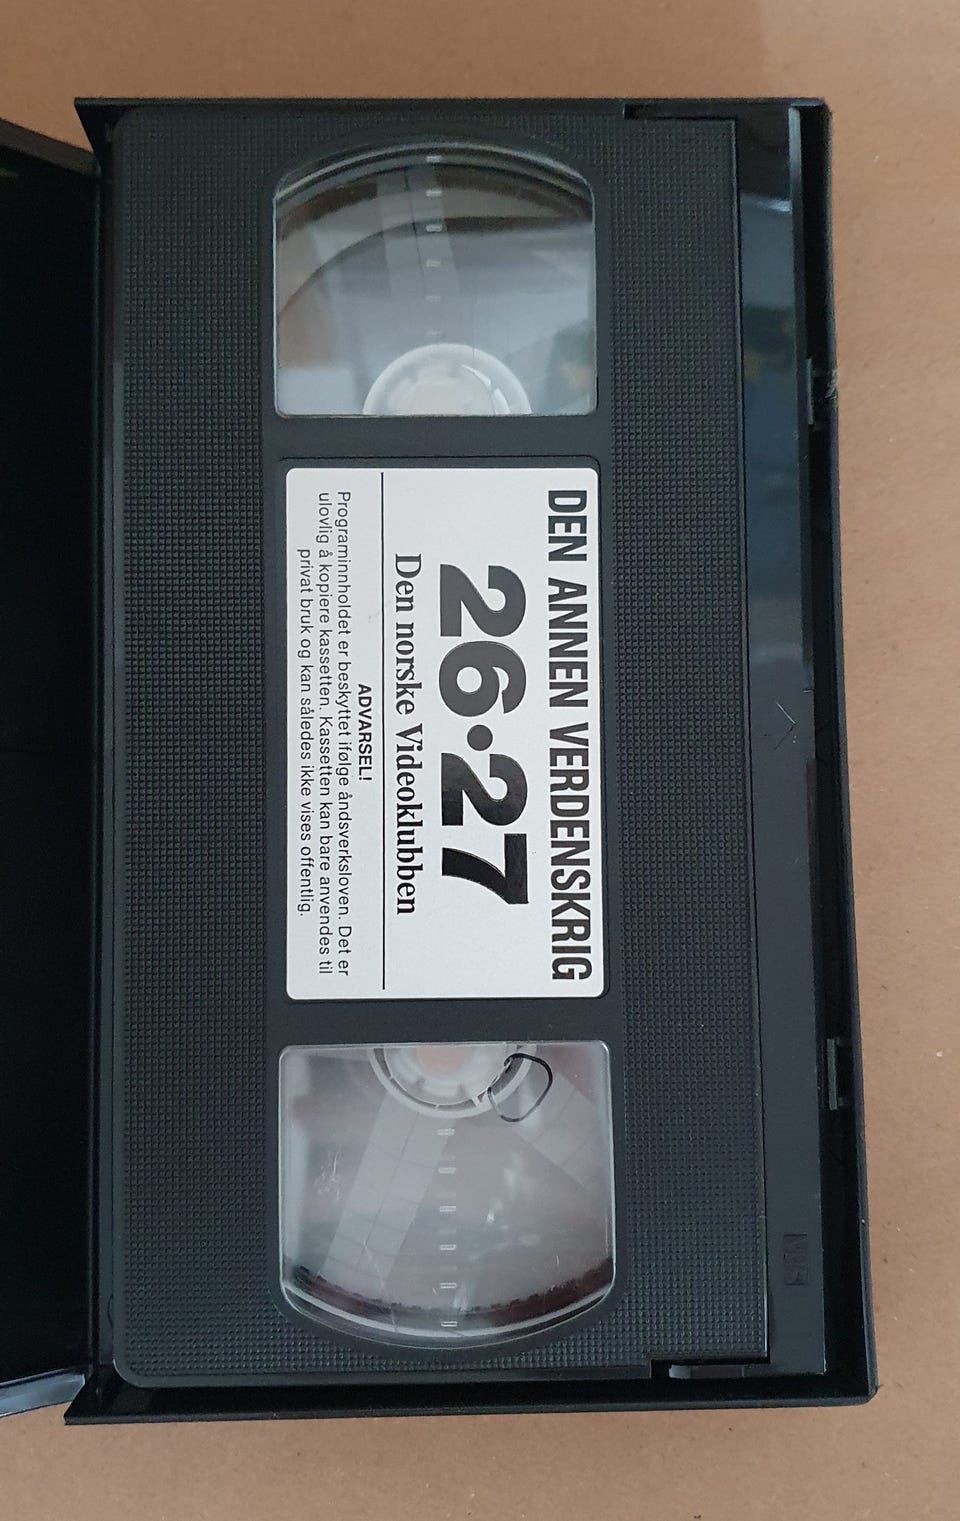 DEN ANNEN VERDENSKRIG
26•27
Den norske Videoklubben
ADVARSEL!
Programinnholdet er beskyttet ifølge åndsverksloven. Det er
ulovlig å kopiere kassetten. Kassetten kan bare anvendes til
privat bruk og kan således ikke vises offentlig.
VHS